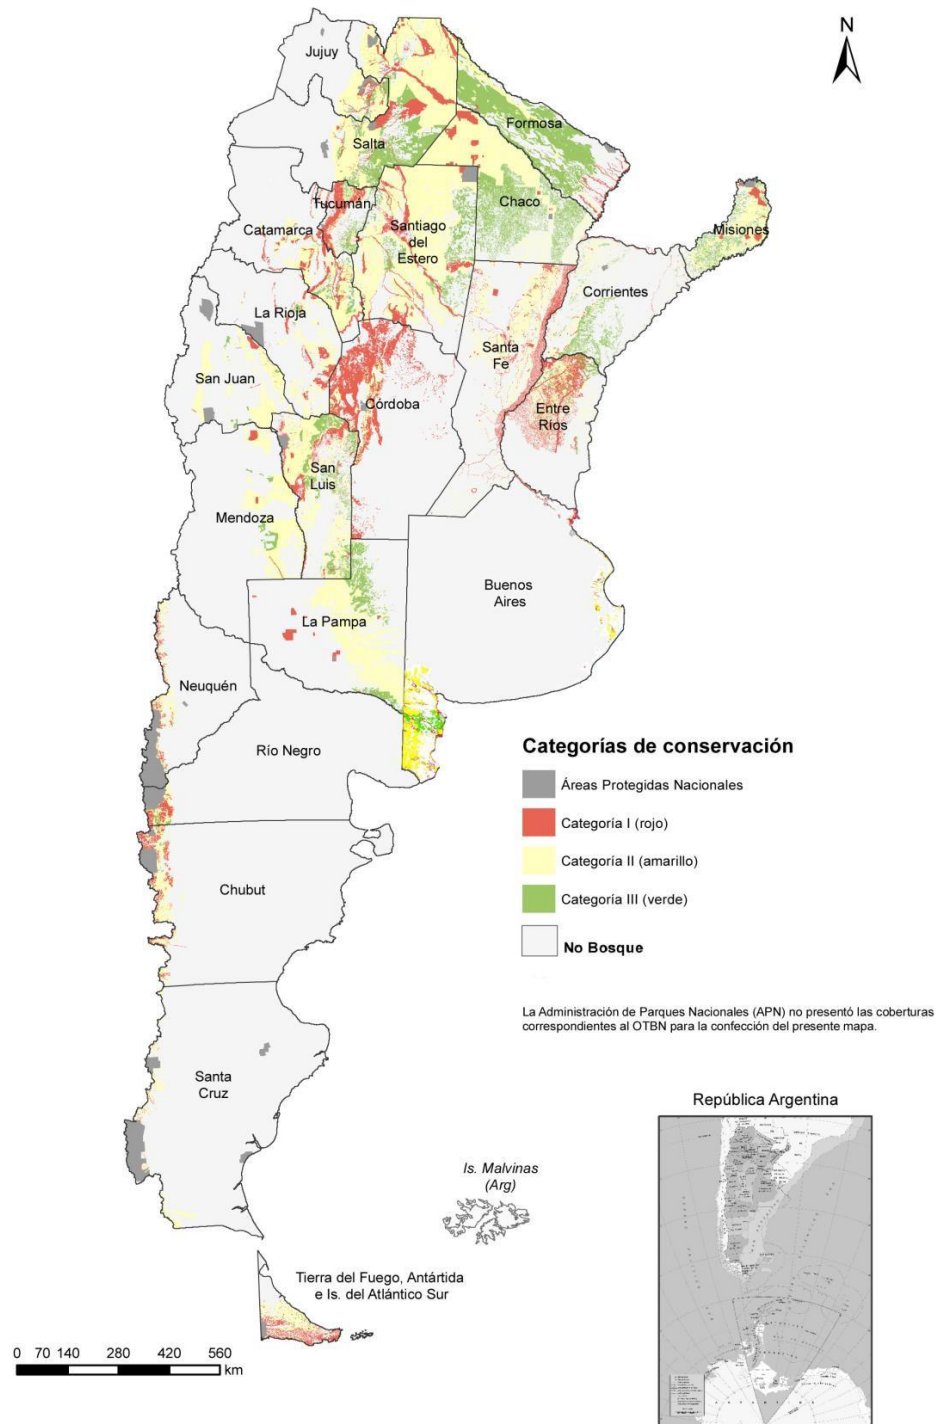 N
Jujuy
Formosa
Salta
Chaco
Tucumán
Misiones
Catamarca
Santiago
del
Estero
Corrientes
La Rioja
Santa
Fe
San Juan
Córdoba
Entre
Ríos
San
Luis
Mendoza
Buenos
Aires
La Pampa
Neuquén
Río Negro
Categorías de conservación
Áreas Protegidas Nacionales
Categoría I (rojo)
Categoría II (amarillo)
Categoría III (verde)
No Bosque
Chubut
La Administración de Parques Nacionales (APN) no presentó las coberturas
correspondientes al OTBN para la confección del presente mapa.
Santa
Cruz
República Argentina
Is. Malvinas
(Arg)
Tierra del Fuego, Antártida
e Is. del Atlántico Sur
0 70 140 280 420 560
km